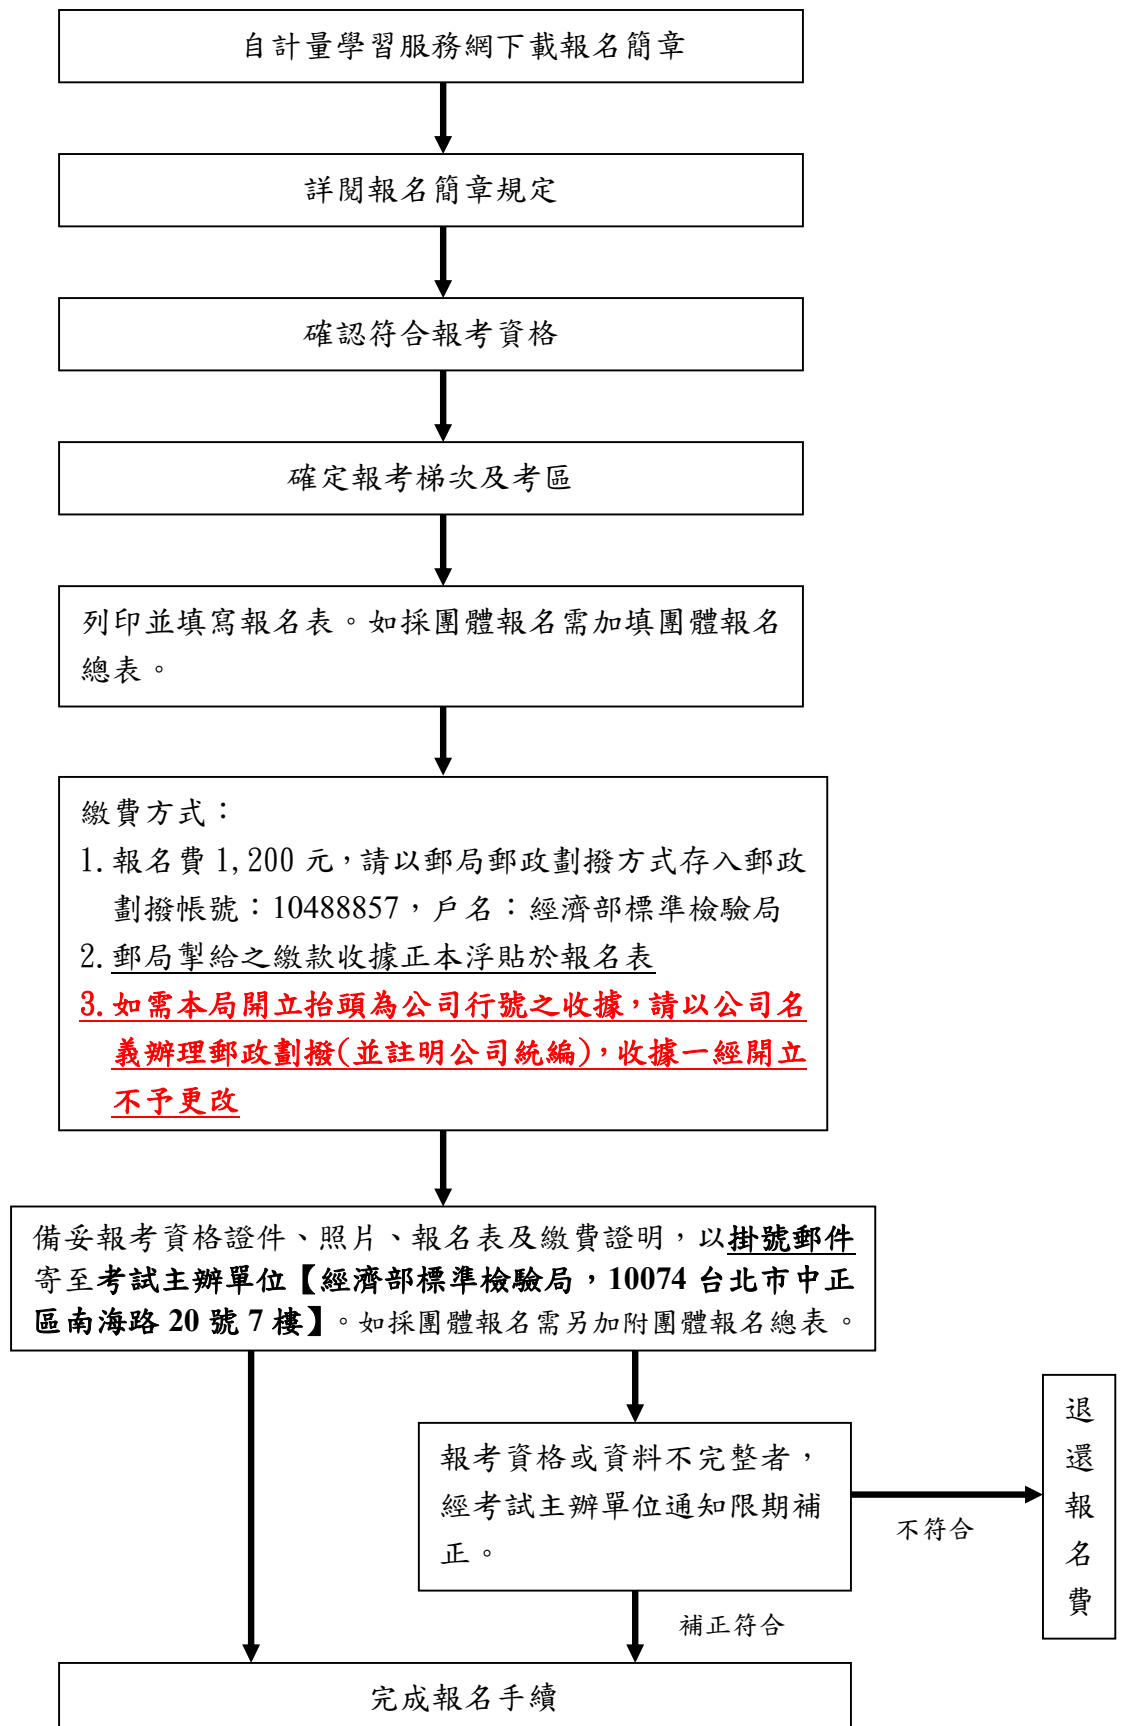 自計量學習服務網下載報名簡章
詳閱報名簡章規定
確認符合報考資格
確定報考梯次及考區
列印並填寫報名表。如採團體報名需加填團體報名
總表。
繳費方式：
1.報名費 1,200 元，請以郵局郵政劃撥方式存入郵政
劃撥帳號：10488857，戶名：經濟部標準檢驗局
2.郵局掣給之繳款收據正本浮貼於報名表
3.如需本局開立抬頭為公司行號之收據，請以公司名
義辦理郵政劃撥(並註明公司統編)，收據一經開立
不予更改
備妥報考資格證件、照片、報名表及繳費證明，以掛號郵件
寄至考試主辦單位【經濟部標準檢驗局，10074 台北市中正
區南海路 20 號 7 樓】。如採團體報名需另加附團體報名總表。
報考資格或資料不完整者，
經考試主辦單位通知限期補
正。
不符合
退還報名費
補正符合
完成報名手續